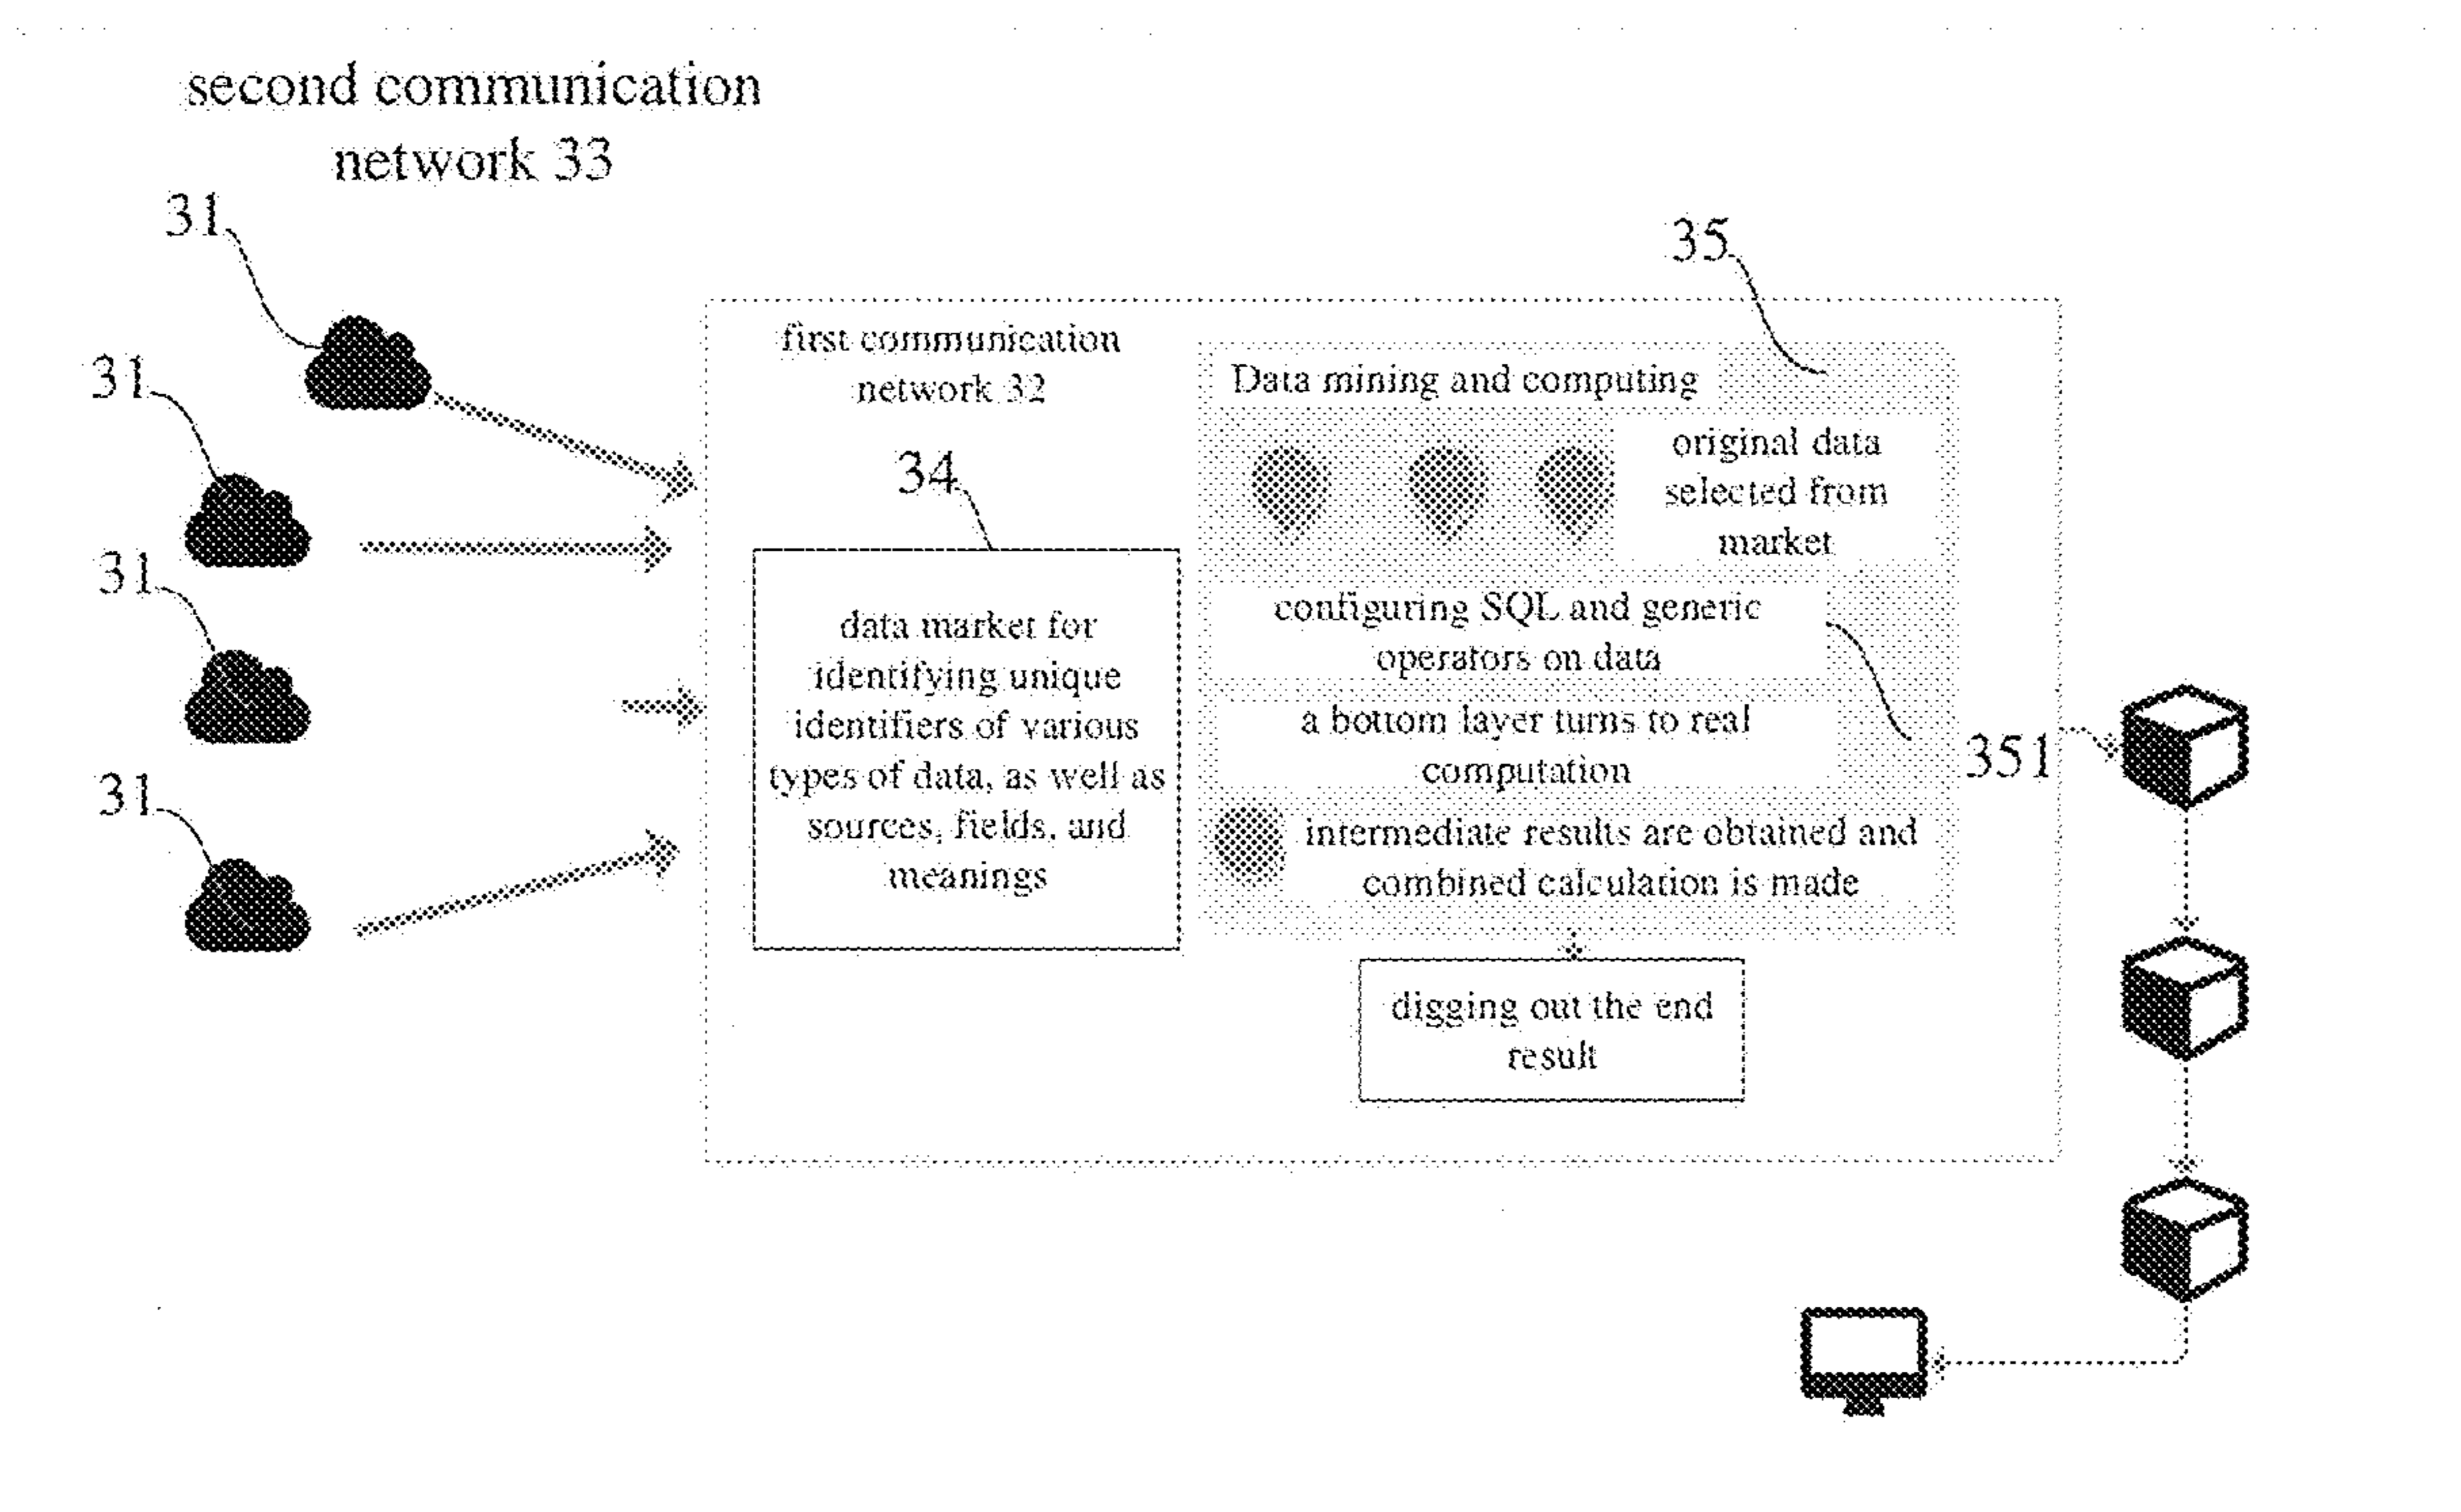 second communication
network 33
31
31
31
31
35
first communication
network 32
34
data market for
identifying unique
identifiers of various
types of data, as well as
sources, fields, and
meanings
Data mining and computing
original data
selected from
market
configuring SQL and generic
operators on data
a bottom layer turns to real
computation
351
intermediate results are obtained and
combined calculation is made
digging out the end
result